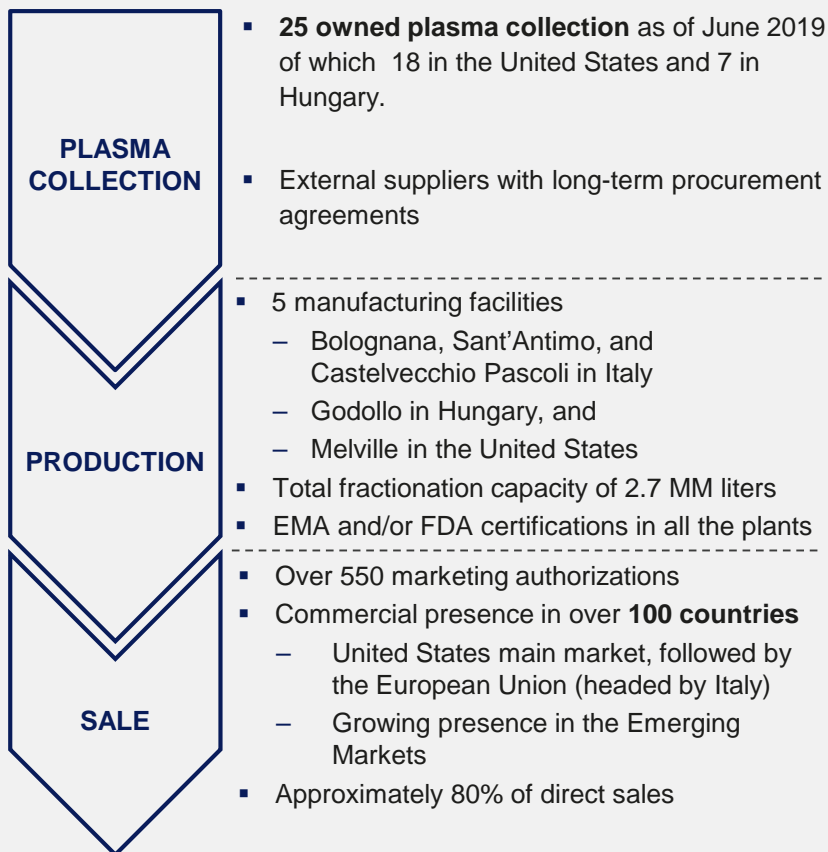 PLASMA
COLLECTION
▪ 25 owned plasma collection as of June 2019
of which 18 in the United States and 7 in
Hungary.
▪ External suppliers with long-term procurement
agreements
PRODUCTION
▪ 5 manufacturing facilities
– Bolognana, Sant’Antimo, and
Castelvecchio Pascoli in Italy
– Godollo in Hungary, and
– Melville in the United States
▪ Total fractionation capacity of 2.7 MM liters
▪ EMA and/or FDA certifications in all the plants
SALE
▪ Over 550 marketing authorizations
▪ Commercial presence in over 100 countries
– United States main market, followed by
the European Union (headed by Italy)
– Growing presence in the Emerging
Markets
▪ Approximately 80% of direct sales